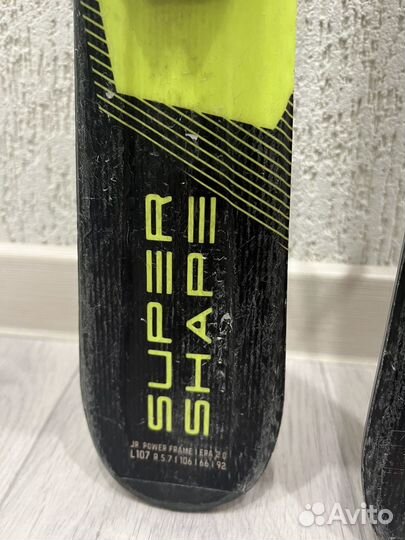 SUPER
SHAPE
JR. POWER FRAME | ERA 2.0
L107 R 5.7 | 106 | 66 | 92
Avito